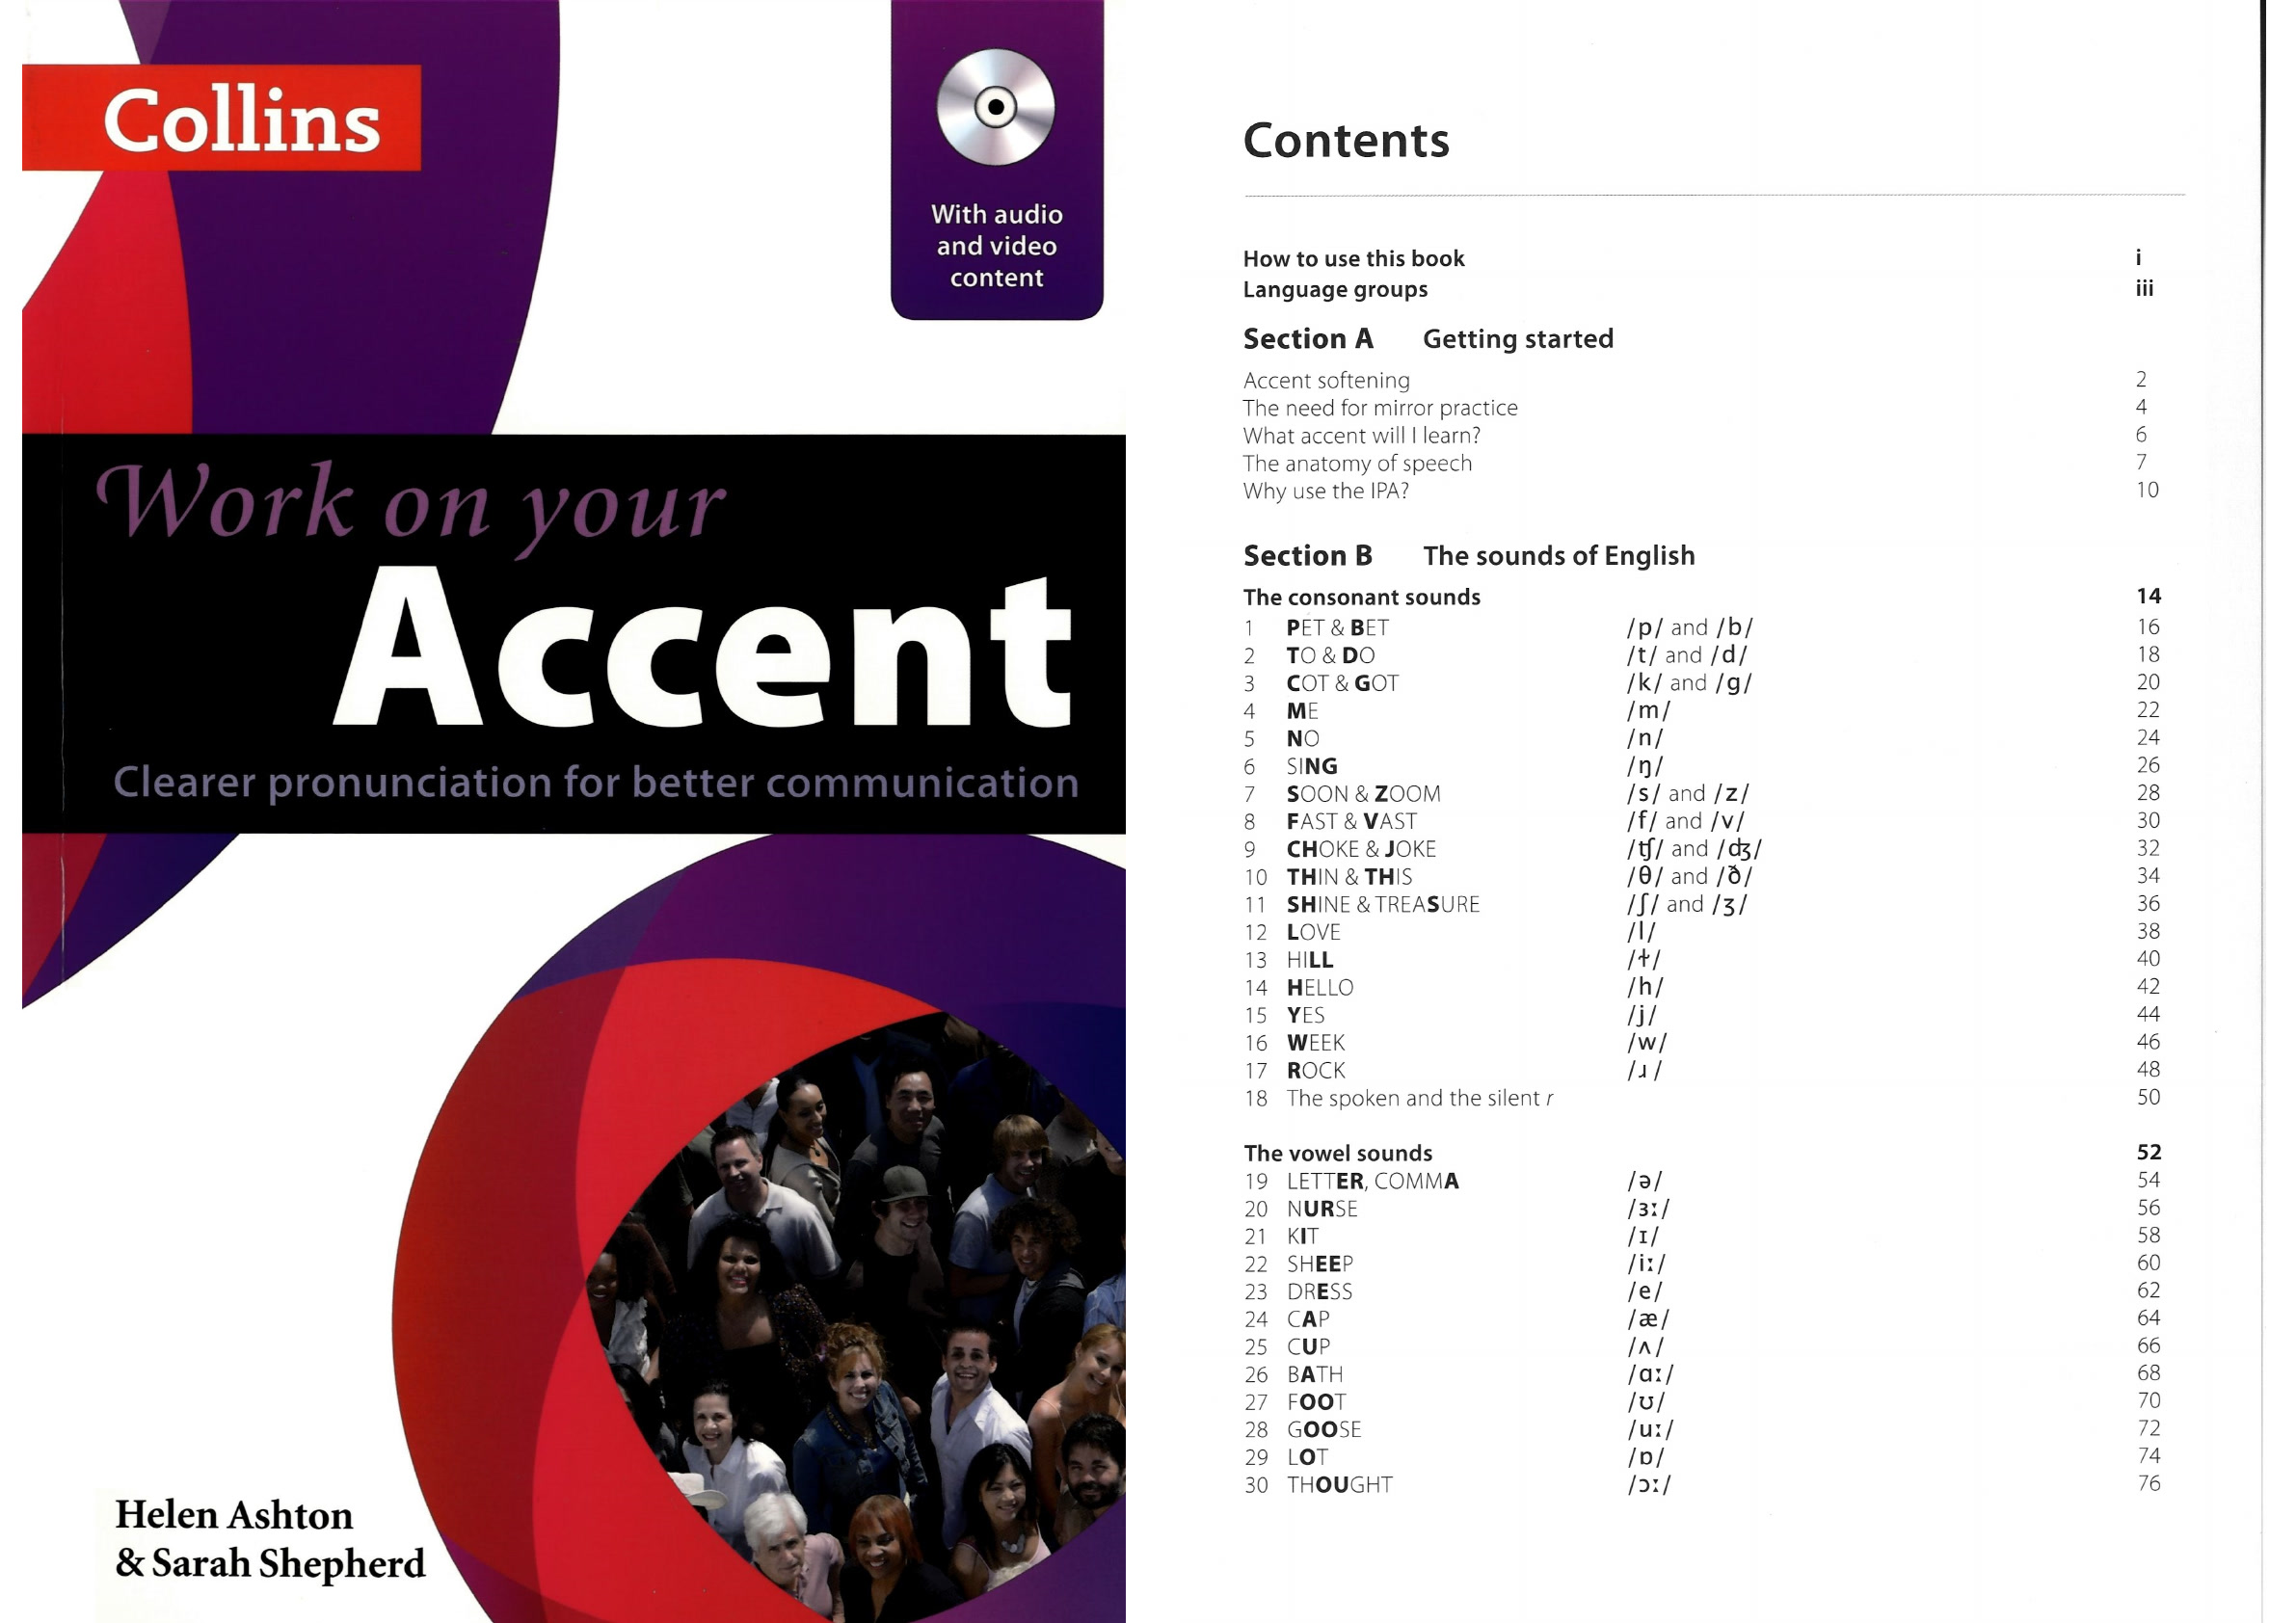 Collins
With audio
and video
content
Work on your
Accent
Clearer pronunciation for better communication
Helen Ashton
& Sarah Shepherd
Contents
How to use this book i
Language groups iii
Section A Getting started
Accent softening 2
The need for mirror practice 4
What accent will I learn? 6
The anatomy of speech 7
Why use the IPA? 10
Section B The sounds of English
The consonant sounds 14
1 PET & BET /p/ and /b/ 16
2 TO & DO /t/ and /d/ 18
3 COT & GOT /k/ and /g/ 20
4 ME /m/ 22
5 NO /n/ 24
6 SING /ŋ/ 26
7 SOON & ZOOM /s/ and /z/ 28
8 FAST & VAST /f/ and /v/ 30
9 CHOKE & JOKE /ʧ/ and /ʤ/ 32
10 THIN & THIS /θ/ and /ð/ 34
11 SHINE & TREASURE /ʃ/ and /ʒ/ 36
12 LOVE /l/ 38
13 HILL /ɫ/ 40
14 HELLO /h/ 42
15 YES /j/ 44
16 WEEK /w/ 46
17 ROCK /ɹ/ 48
18 The spoken and the silent r 50
The vowel sounds 52
19 LETTER, COMMA /ə/ 54
20 NURSE /ɜː/ 56
21 KIT /ɪ/ 58
22 SHEEP /iː/ 60
23 DRESS /e/ 62
24 CAP /æ/ 64
25 CUP /ʌ/ 66
26 BATH /ɑː/ 68
27 FOOT /ʊ/ 70
28 GOOSE /uː/ 72
29 LOT /ɒ/ 74
30 THOUGHT /ɔː/ 76